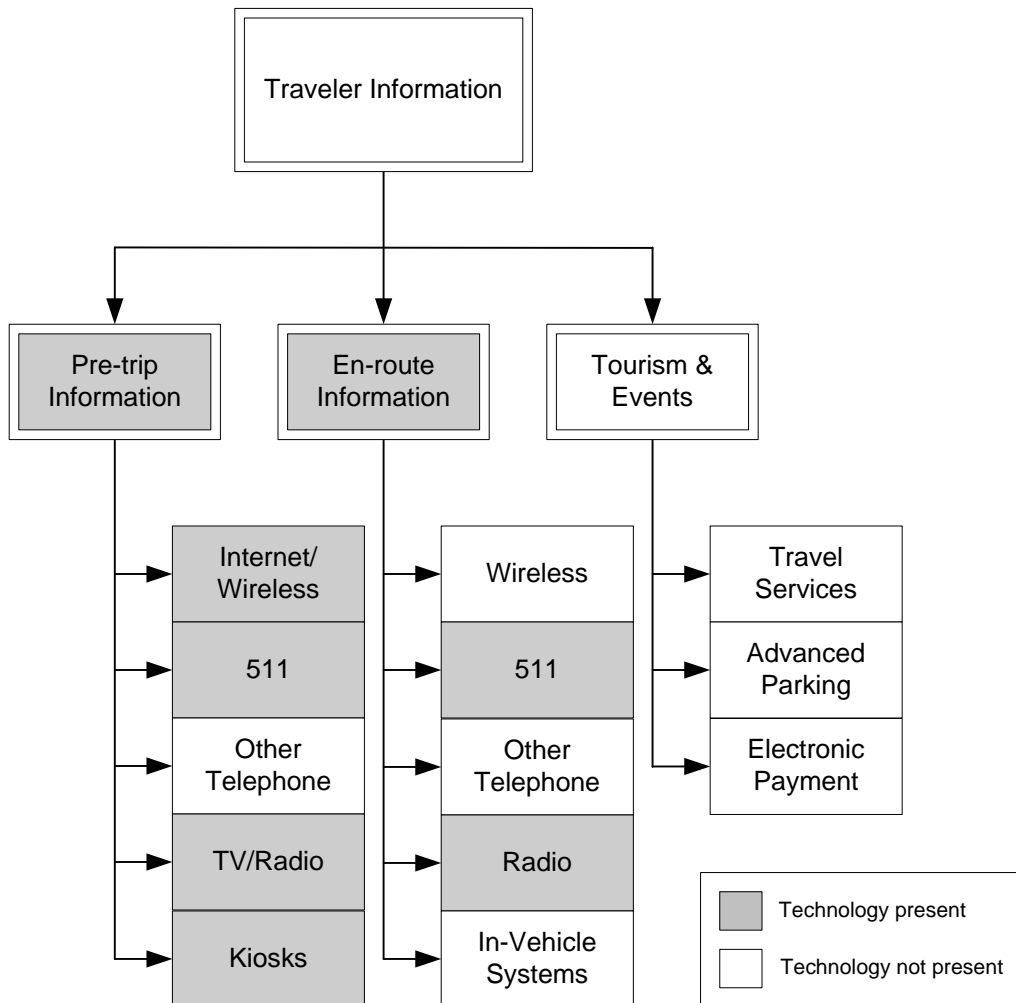 Traveler Information
Pre-trip
Information
En-route
Information
Tourism &
Events
Internet/
Wireless
511
Other
Telephone
TV/Radio
Kiosks
Wireless
511
Other
Telephone
Radio
In-Vehicle
Systems
Travel
Services
Advanced
Parking
Electronic
Payment
Technology present
Technology not present